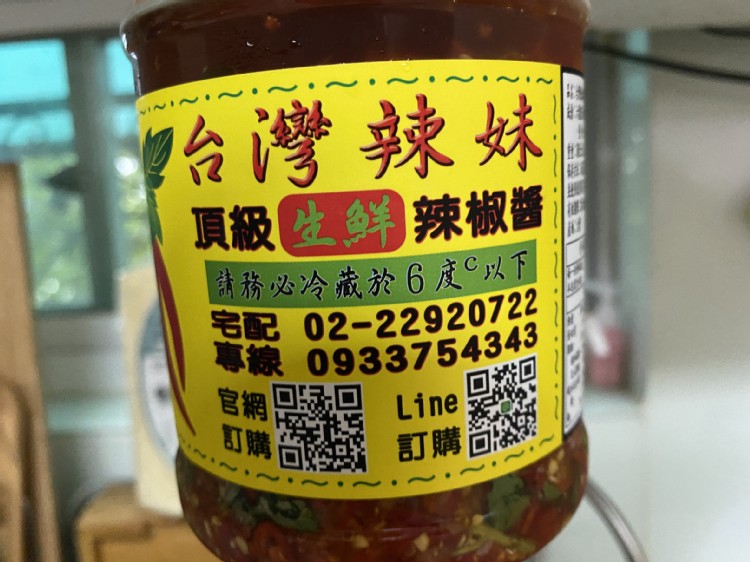 台灣辣妹
頂級生鮮辣椒醬
請務必冷藏於6度c以下
宅配 02-22920722
專線 0933754343
官網 Line
訂購 訂購